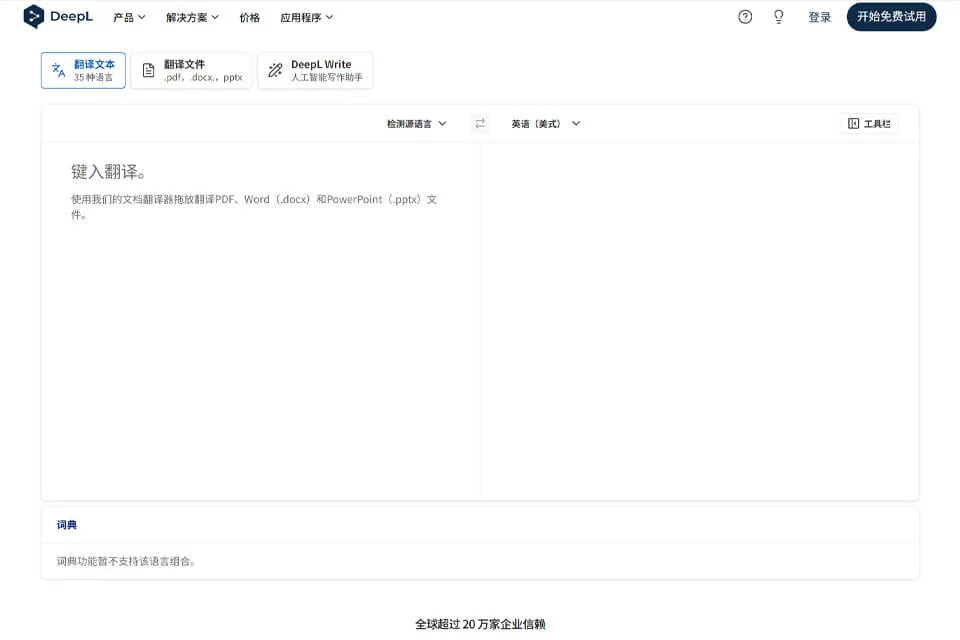 DeepL
产品
解决方案
价格
应用程序
登录
开始免费试用
翻译文本
35 种语言
翻译文件
.pdf，.docx.，pptx
DeepL Write
人工智能写作助手
检测源语言
英语（美式）
工具栏
键入翻译。
使用我们的文档翻译器拖放翻译PDF、Word（.docx）和PowerPoint（.pptx）文
件。
词典
词典功能暂不支持该语言组合。
全球超过 20 万家企业信赖